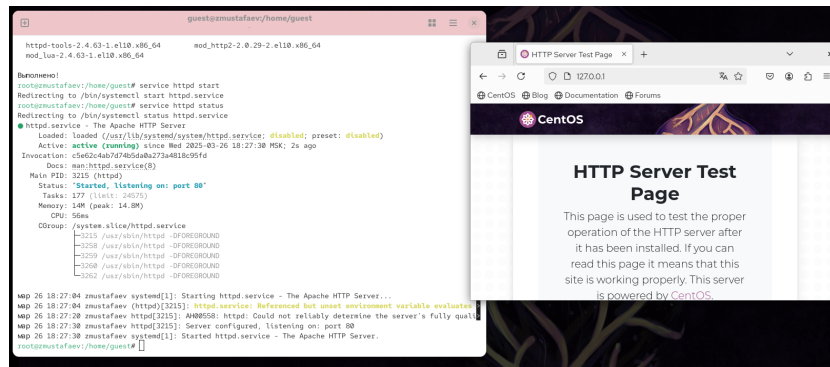 guest@zmustafaev:/home/guest
httpd-tools-2.4.63-1.el10.x86_64 mod_http2-2.0.29-2.el10.x86_64
mod_lua-2.4.63-1.el10.x86_64
Выполнено!
root@zmustafaev:/home/guest# service httpd start
Redirecting to /bin/systemctl start httpd.service
root@zmustafaev:/home/guest# service httpd status
Redirecting to /bin/systemctl status httpd.service
● httpd.service - The Apache HTTP Server
Loaded: loaded (/usr/lib/systemd/system/httpd.service; disabled; preset: disabled)
Active: active (running) since Wed 2025-03-26 18:27:30 MSK; 2s ago
Invocation: c5e62c4ab7d74b5da0a273a4818c95fd
Docs: man:httpd.service(8)
Main PID: 3215 (httpd)
Status: "Started, listening on: port 80"
Tasks: 177 (limit: 24575)
Memory: 14M (peak: 14.8M)
CPU: 56ms
CGroup: /system.slice/httpd.service
├─3215 /usr/sbin/httpd -DFOREGROUND
├─3258 /usr/sbin/httpd -DFOREGROUND
├─3259 /usr/sbin/httpd -DFOREGROUND
├─3260 /usr/sbin/httpd -DFOREGROUND
└─3262 /usr/sbin/httpd -DFOREGROUND
мар 26 18:27:04 zmustafaev systemd[1]: Starting httpd.service - The Apache HTTP Server...
мар 26 18:27:04 zmustafaev (httpd)[3215]: httpd.service: Referenced but unset environment variable evaluates
мар 26 18:27:20 zmustafaev httpd[3215]: AH00558: httpd: Could not reliably determine the server's fully quali>
мар 26 18:27:30 zmustafaev httpd[3215]: Server configured, listening on: port 80
мар 26 18:27:30 zmustafaev systemd[1]: Started httpd.service - The Apache HTTP Server.
root@zmustafaev:/home/guest#
HTTP Server Test Page
127.0.0.1
CentOS Blog Documentation Forums
CentOS
HTTP Server Test
Page
This page is used to test the proper
operation of the HTTP server after
it has been installed. If you can
read this page it means that this
site is working properly. This server
is powered by CentOS.